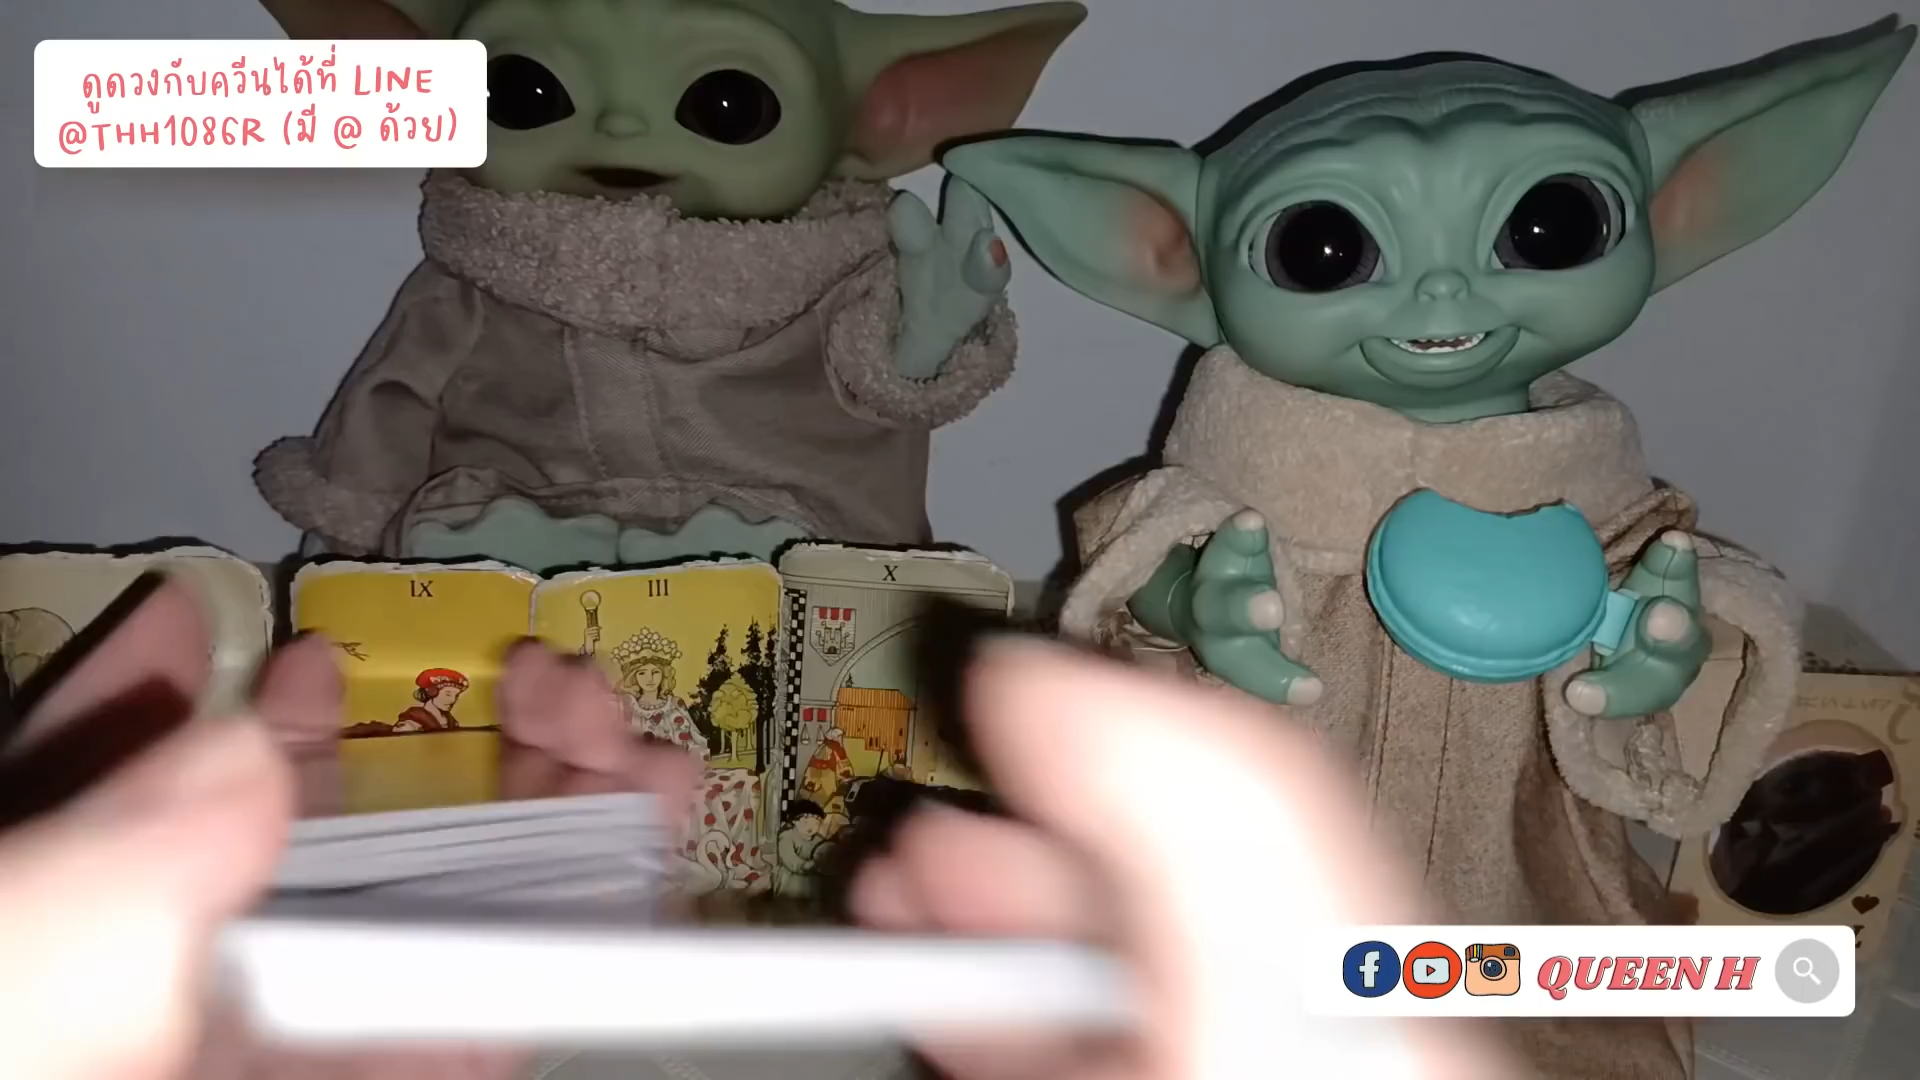 ดูดวงกับควีนได้ที่ LINE
@THH1086R (มี @ ด้วย)
IX
III
X
QUEEN H